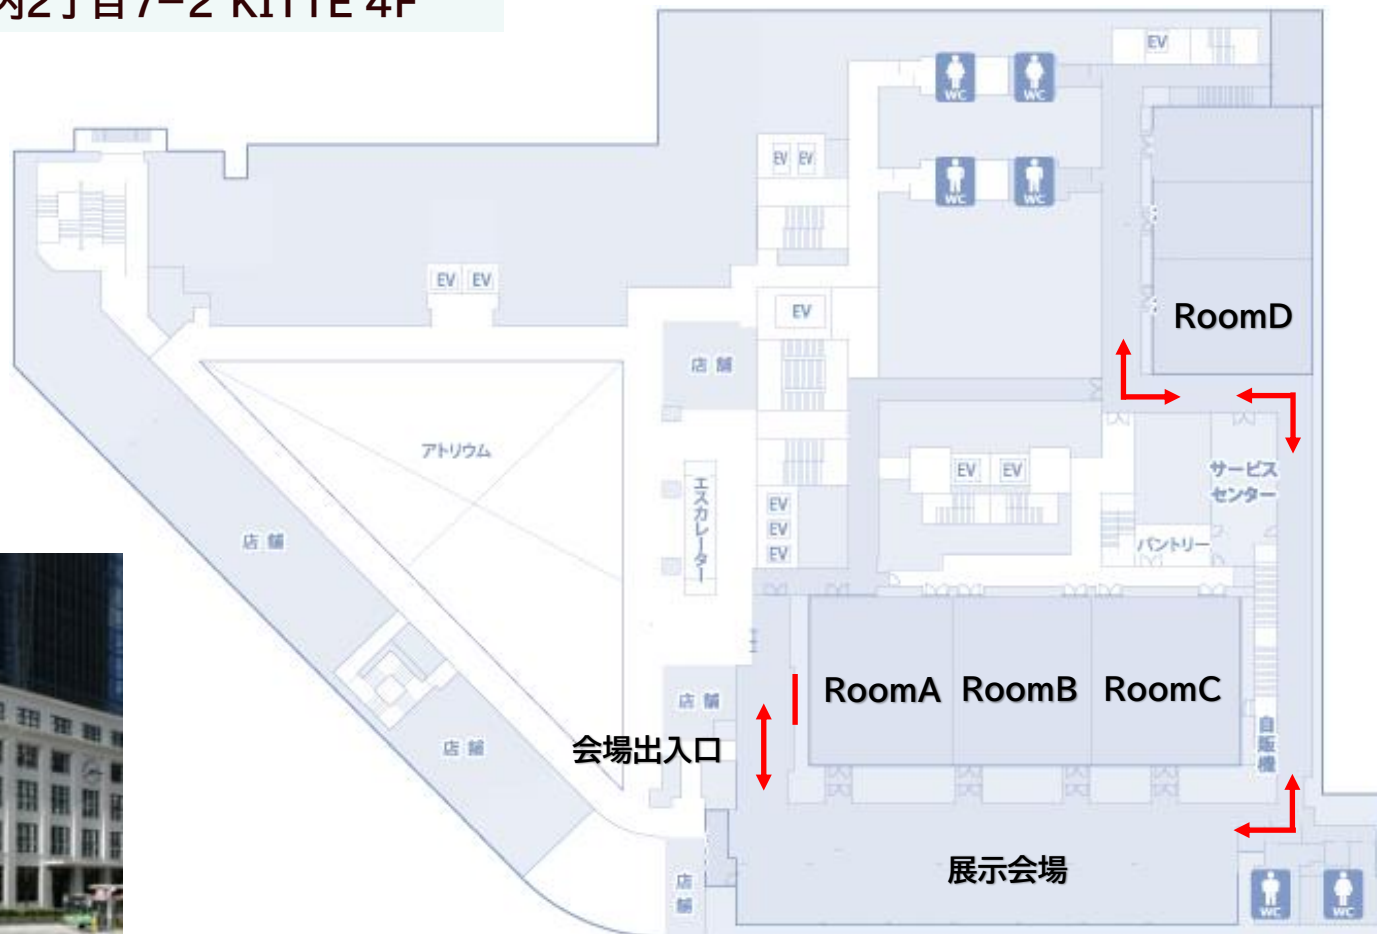 内2丁目7−2 KITTE 4F
EV
WC
WC
EV EV
WC
WC
EV EV
EV
RoomD
店舗
アトリウム
エスカレーター
EV EV
サービス
センター
EV
EV
EV
店舗
パントリー
RoomA RoomB RoomC
店舗
自販機
会場出入口
店舗
展示会場
店舗
WC
WC